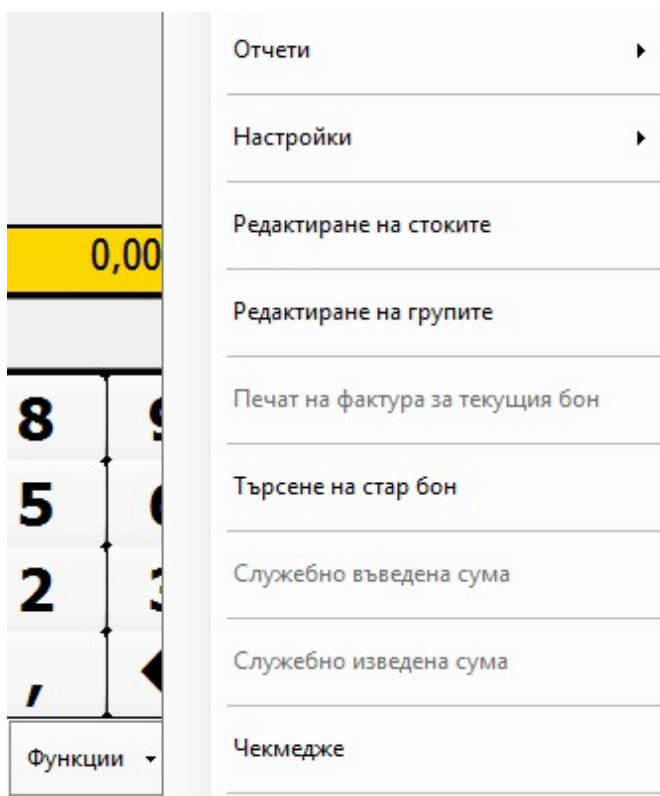 Отчети
Настройки
Редактиране на стоките
0,00
Редактиране на групите
Печат на фактура за текущия бон
8
Търсене на стар бон
5
Служебно въведена сума
2
Служебно изведена сума
,
Функции
Чекмедже